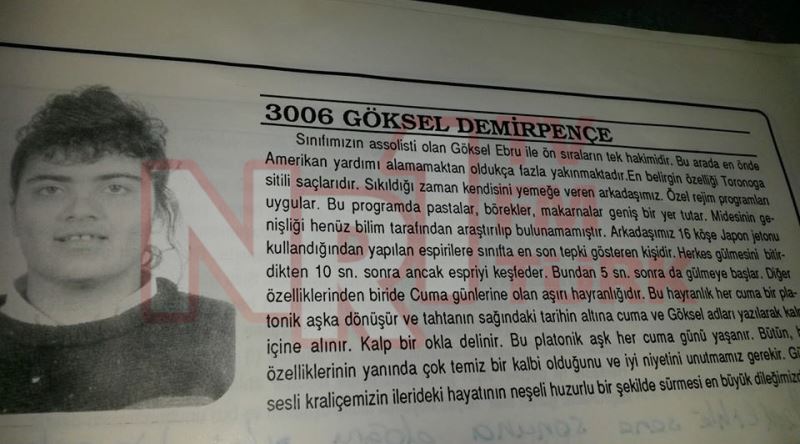 3006 GÖKSEL DEMİRPENÇE
Sınıfımızın assolisti olan Göksel Ebru ile ön sıraların tek hakimidir. Bu arada en önde
Amerikan yardımı alamamaktan oldukça fazla yakınmaktadır.En belirgin özelliği Toronoga
sitili saçlarıdır. Sıkıldığı zaman kendisini yemeğe veren arkadaşımız. Özel rejim programları
uygular. Bu programda pastalar, börekler, makarnalar geniş bir yer tutar. Midesinin ge-
nişliği henüz bilim tarafından araştırılıp bulunamamıştır. Arkadaşımız 16 köşe Japon jetonu
kullandığından yapılan espirilere sınıfta en son tepki gösteren kişidir. Herkes gülmesini bitir-
dikten 10 sn. sonra ancak espriyi keşfeder. Bundan 5 sn. sonra da gülmeye başlar. Diğer
özelliklerinden biride Cuma günlerine olan aşırı hayranlığıdır. Bu hayranlık her cuma bir pla-
tonik aşka dönüşür ve tahtanın sağındaki tarihin altına cuma ve Göksel adları yazılarak
içine alınır. Kalp bir okla delinir. Bu platonik aşk her cuma günü yaşanır. Bütün,
özelliklerinin yanında çok temiz bir kalbi olduğunu ve iyi niyetini unutmamız gerekir.
sesli kraliçemizin ilerideki hayatının neşeli huzurlu bir şekilde sürmesi en büyük dileğimiz